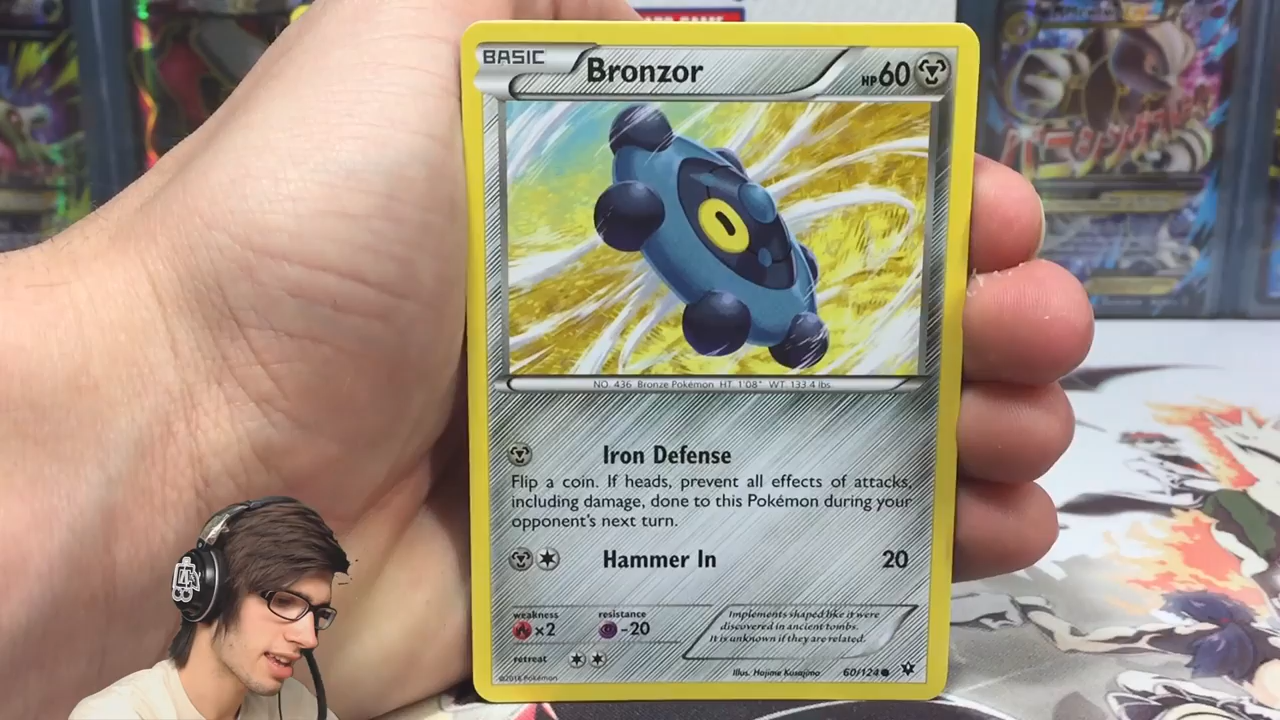 CARD GAME
BASIC
Bronzor
HP60
NO. 436 Bronze Pokémon HT. 1'08" WT. 133.4 lbs.
Iron Defense
Flip a coin. If heads, prevent all effects of attacks,
including damage, done to this Pokémon during your
opponent's next turn.
Hammer In 20
weakness resistance
×2 -20
Implements shaped like it were
discovered in ancient tombs.
It is unknown if they are related.
retreat
©2016 Pokémon
Illus. Hajime Kusajima
60/124